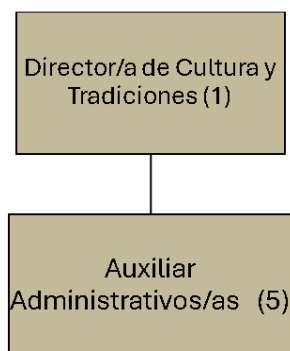 Director/a de Cultura y
Tradiciones (1)
Auxiliar
Administrativos/as (5)